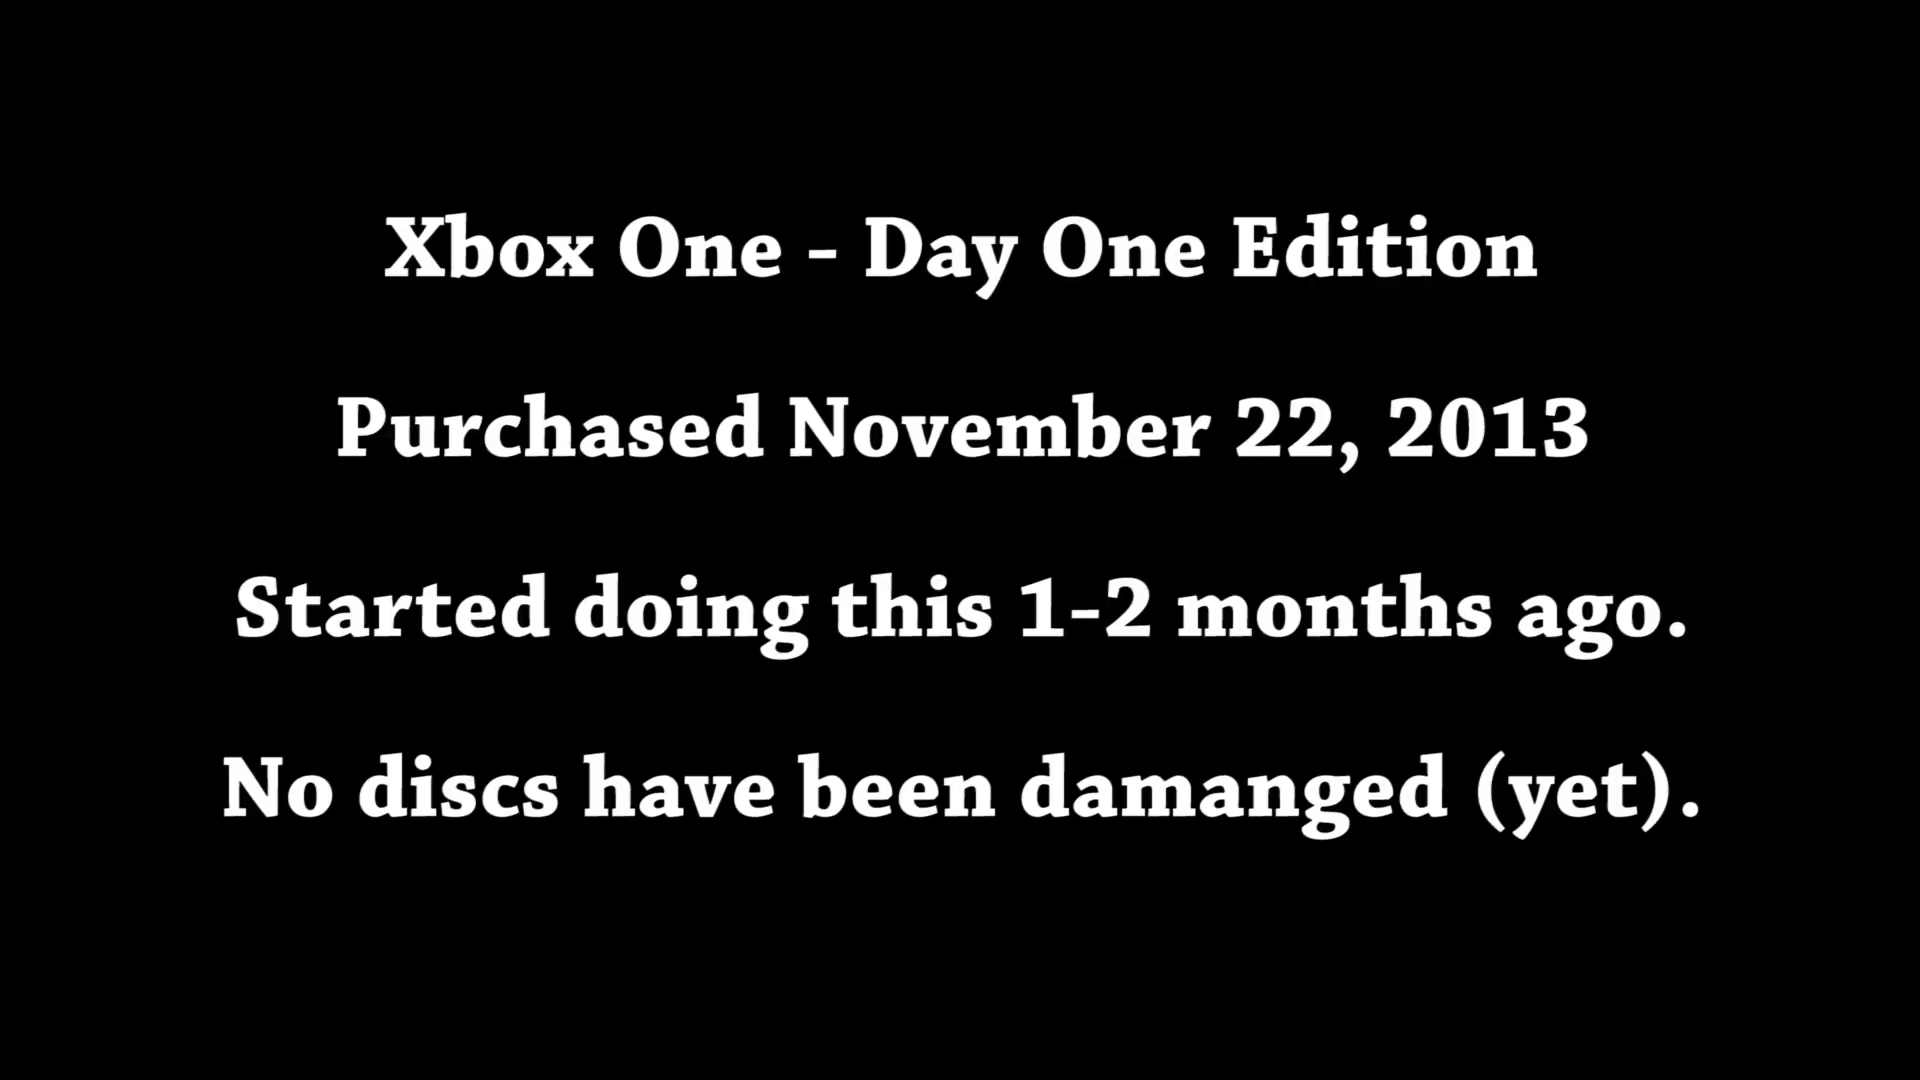 Xbox One - Day One Edition
Purchased November 22, 2013
Started doing this 1-2 months ago.
No discs have been damanged (yet).